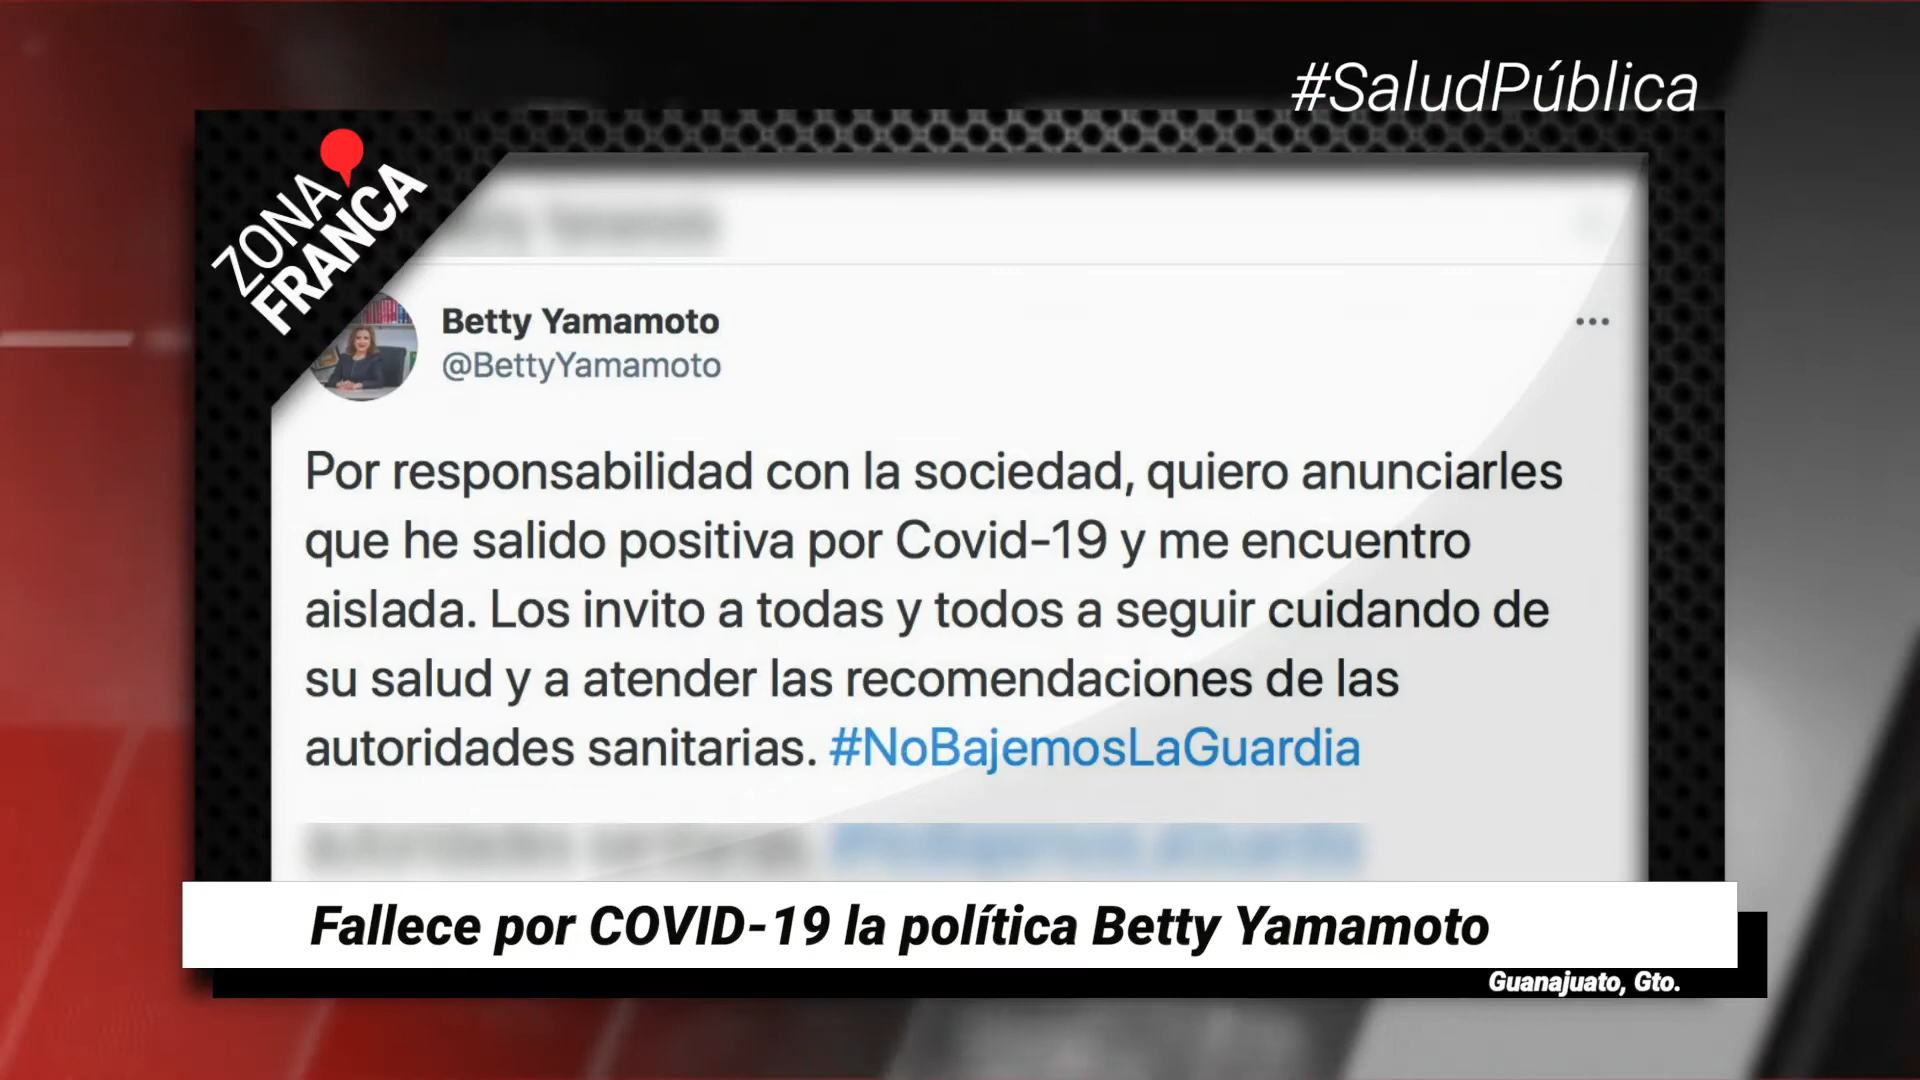 #SaludPública
ZONA
FRANCA
Betty Yamamoto
@BettyYamamoto
Por responsabilidad con la sociedad, quiero anunciarles
que he salido positiva por Covid-19 y me encuentro
aislada. Los invito a todas y todos a seguir cuidando de
su salud y a atender las recomendaciones de las
autoridades sanitarias. #NoBajemosLaGuardia
Fallece por COVID-19 la política Betty Yamamoto
Guanajuato, Gto.